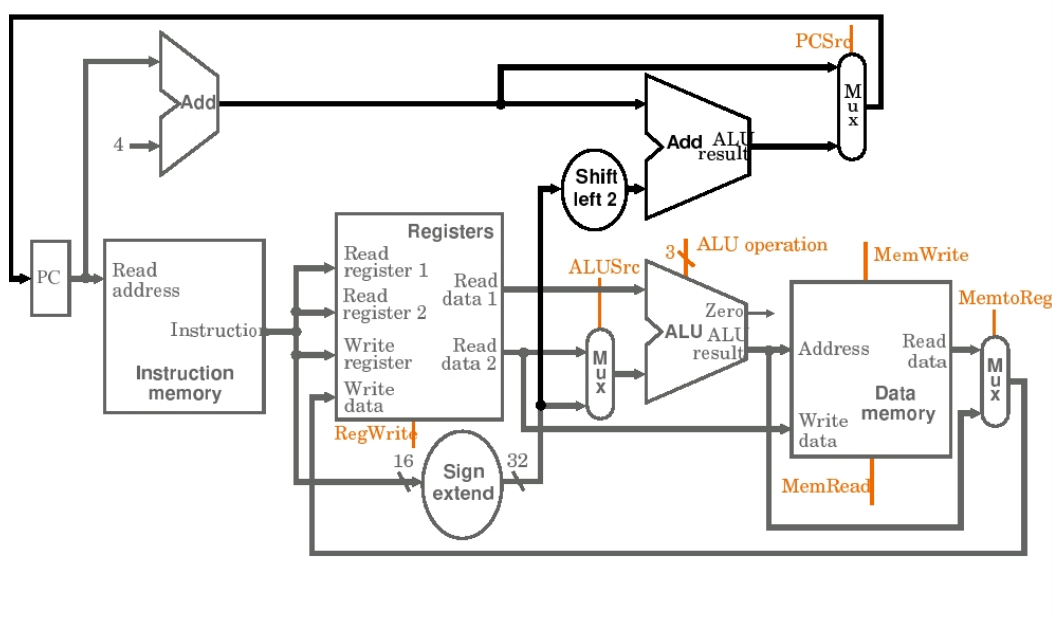 PCSrc
M
u
x
Add
4
Add ALU
result
Shift
left 2
PC
Read
address
Instruction
Instruction
memory
Registers
Read
register 1
Read
register 2
Write
register
Write
data
Read
data 1
Read
data 2
RegWrite
16
Sign
extend
32
ALUSrc
M
u
x
3
ALU operation
Zero
ALU ALU
result
MemWrite
Address
Read
data
Data
memory
Write
data
MemRead
MemtoReg
M
u
x